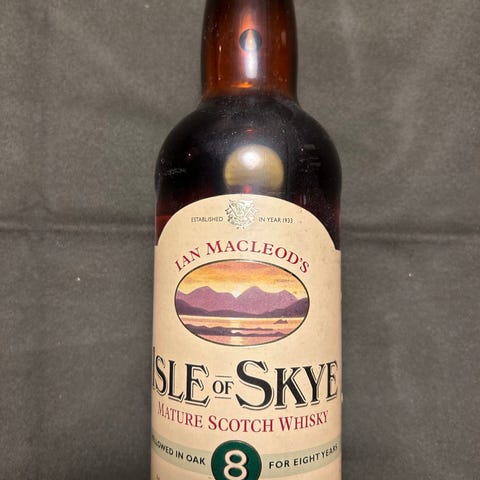 ESTABLISHED IN YEAR 1933
IAN MACLEOD'S
ISLE OF SKYE
MATURE SCOTCH WHISKY
MELLOWED IN OAK 8 FOR EIGHT YEARS